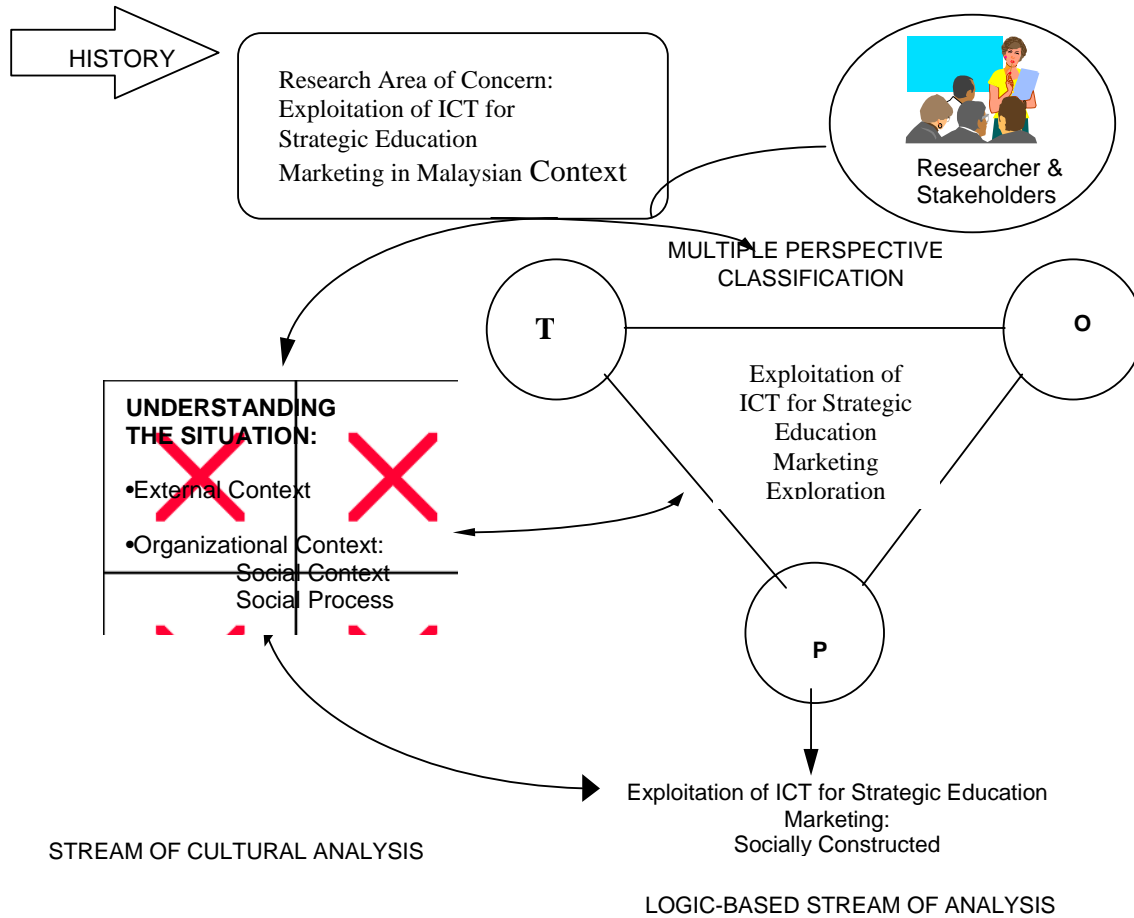 HISTORY
Research Area of Concern:
Exploitation of ICT for
Strategic Education
Marketing in Malaysian Context
Researcher &
Stakeholders
MULTIPLE PERSPECTIVE
CLASSIFICATION
T
O
Exploitation of
ICT for Strategic
Education
Marketing
Exploration
UNDERSTANDING
THE SITUATION:
•External Context
•Organizational Context:
Social Context
Social Process
P
Exploitation of ICT for Strategic Education
Marketing:
Socially Constructed
STREAM OF CULTURAL ANALYSIS
LOGIC-BASED STREAM OF ANALYSIS